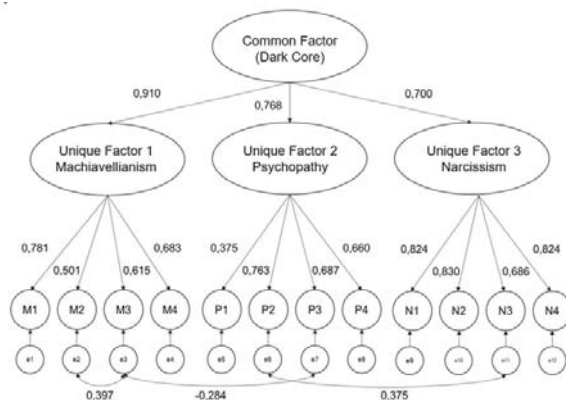 Common Factor
(Dark Core)
0,910
0,768
0,700
Unique Factor 1
Machiavellianism
Unique Factor 2
Psychopathy
Unique Factor 3
Narcissism
0,781
0,501
0,615
0,683
0,375
0,763
0,687
0,660
0,824
0,830
0,686
0,824
M1
M2
M3
M4
P1
P2
P3
P4
N1
N2
N3
N4
e1
e2
e3
e4
e5
e6
e7
e8
e9
e10
e11
e12
0,397
-0,284
0,375